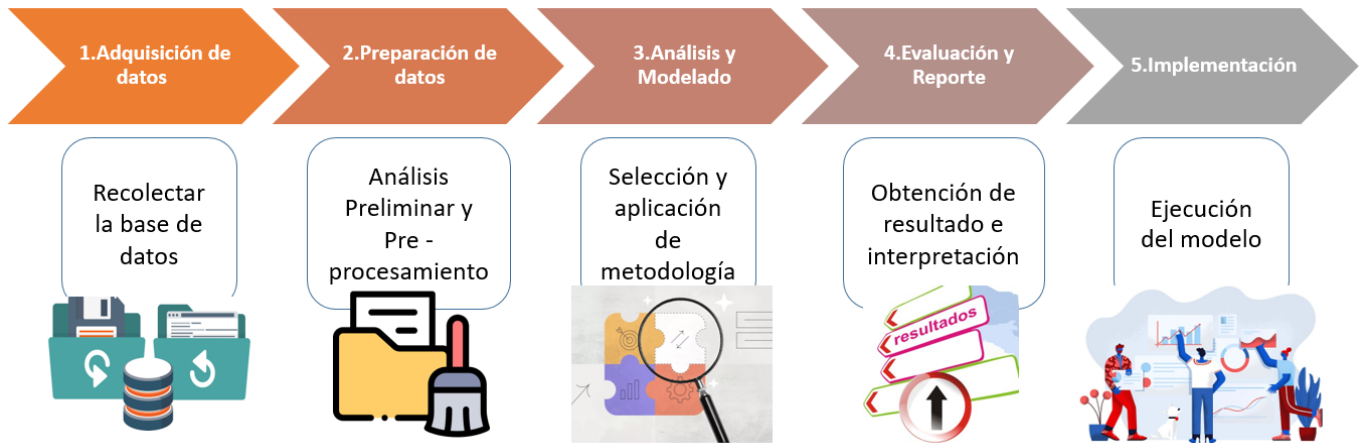 1.Adquisición de
datos
2.Preparación de
datos
3.Análisis y
Modelado
4.Evaluación y
Reporte
5.Implementación
Recolectar
la base de
datos
Análisis
Preliminar y
Pre -
procesamiento
Selección y
aplicación
de
metodología
Obtención de
resultado e
interpretación
Ejecución
del modelo
resultados